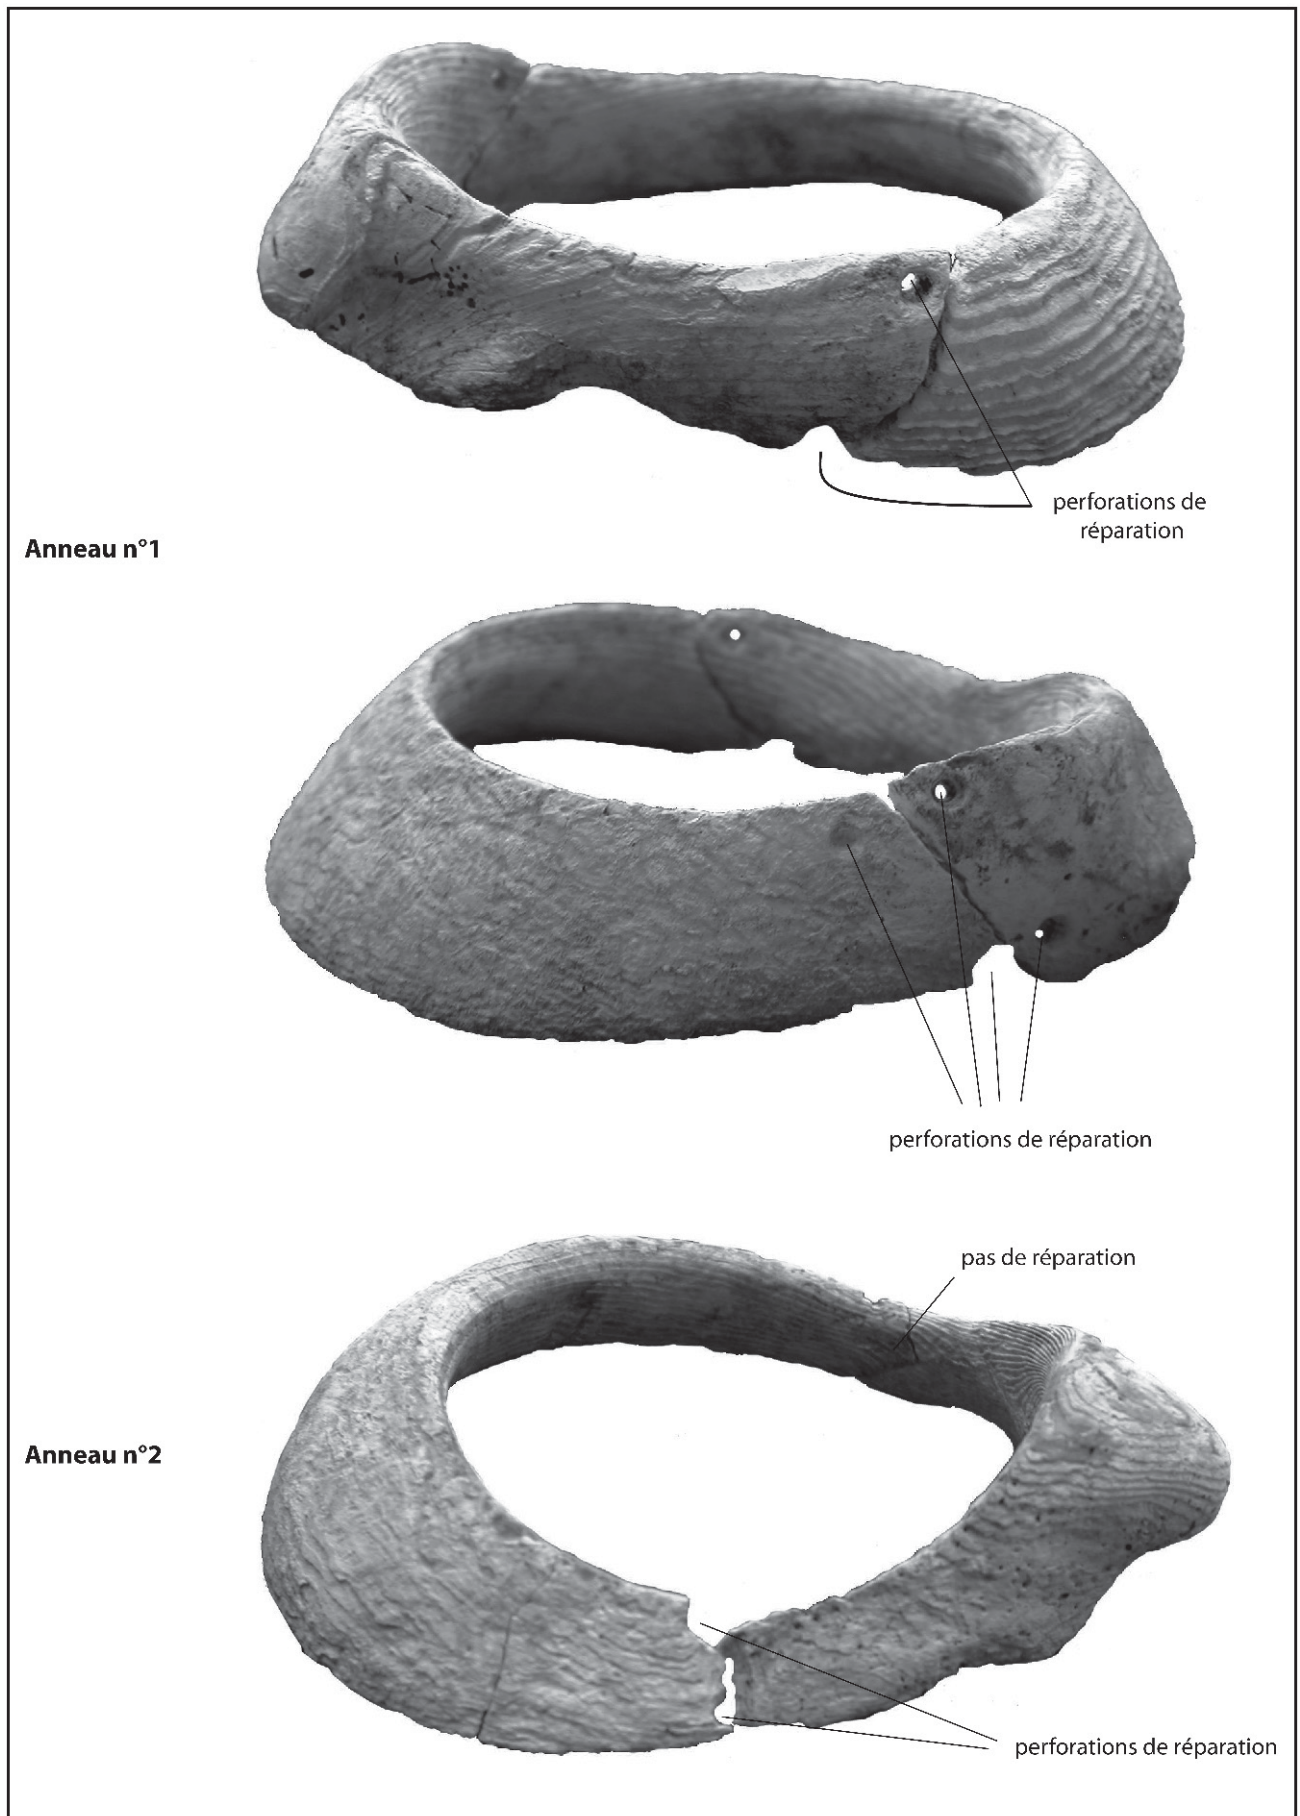 perforations de
réparation
Anneau n°1
perforations de réparation
pas de réparation
Anneau n°2
perforations de réparation